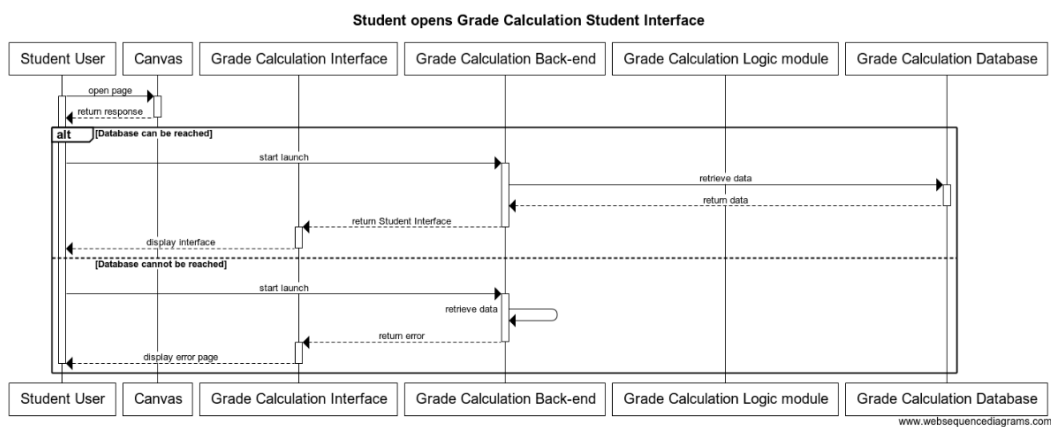 Student opens Grade Calculation Student Interface
Student User Canvas Grade Calculation Interface Grade Calculation Back-end Grade Calculation Logic module Grade Calculation Database
open page
return response
alt [Database can be reached]
start launch
retrieve data
return data
return Student Interface
display interface
[Database cannot be reached]
start launch
retrieve data
return error
display error page
Student User Canvas Grade Calculation Interface Grade Calculation Back-end Grade Calculation Logic module Grade Calculation Database
www.websequencediagrams.com